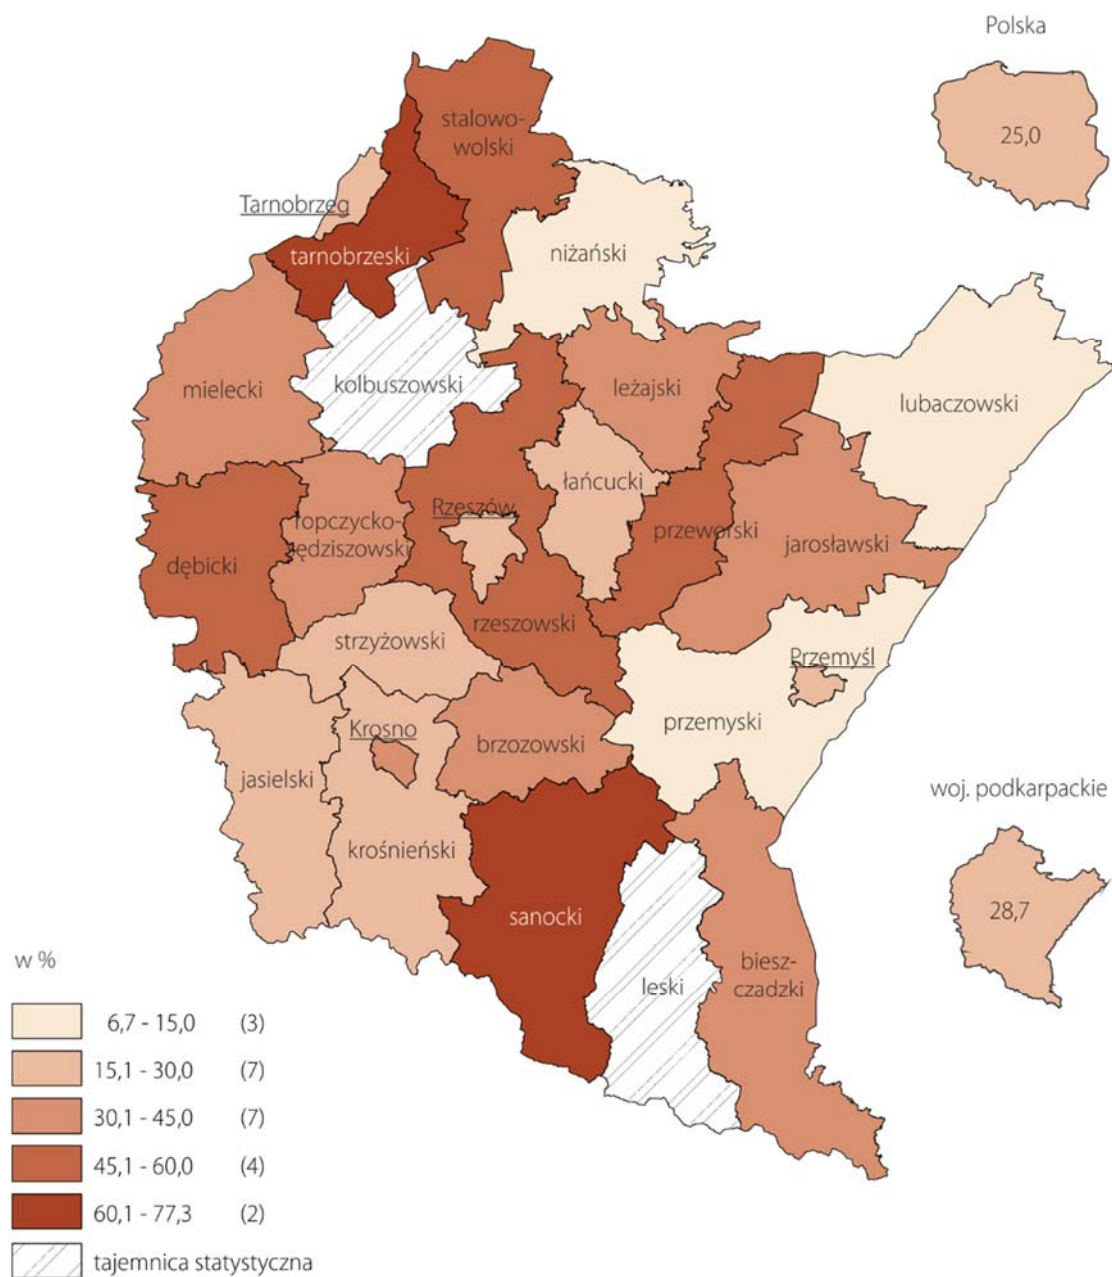 Polska
25,0
stalowo-
wolski
Tarnobrzeg
tarnobrzeski
niżański
mielecki
kolbuszowski
leżajski
lubaczowski
łańcucki
Rzeszów
ropczycko-
sędziszowski
przeworski
jarosławski
dębicki
rzeszowski
strzyżowski
Przemyśl
przemyski
Krosno
brzozowski
jasielski
woj. podkarpackie
28,7
krośnieński
sanocki
leski
biesz-
czadzki
w %
6,7 - 15,0 (3)
15,1 - 30,0 (7)
30,1 - 45,0 (7)
45,1 - 60,0 (4)
60,1 - 77,3 (2)
tajemnica statystyczna